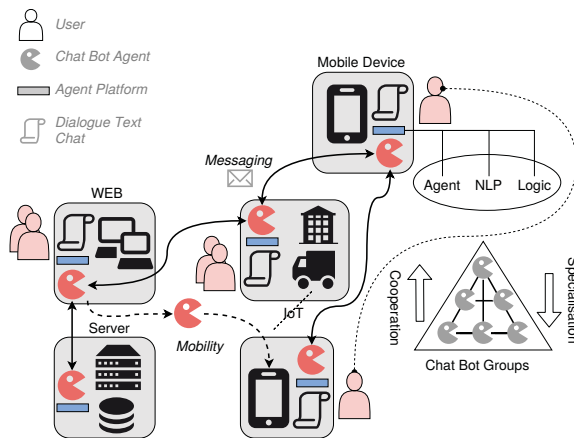 User
Chat Bot Agent
Agent Platform
Dialogue Text
Chat
Mobile Device
Messaging
Agent
NLP
Logic
WEB
IoT
Server
Mobility
Cooperation
Specialisation
Chat Bot Groups